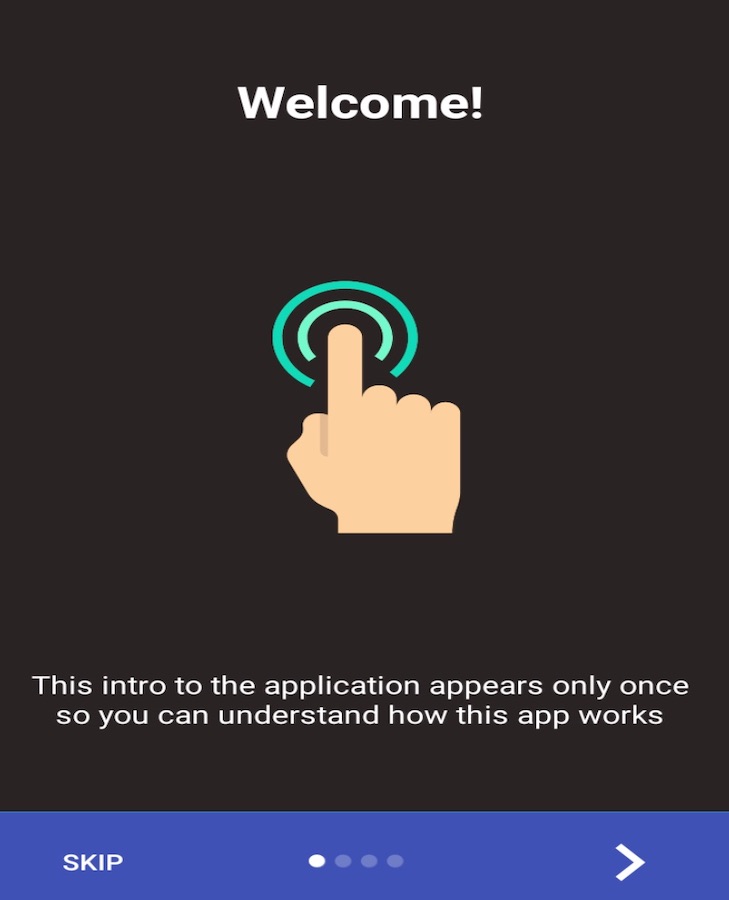 Welcome!
This intro to the application appears only once
so you can understand how this app works
SKIP